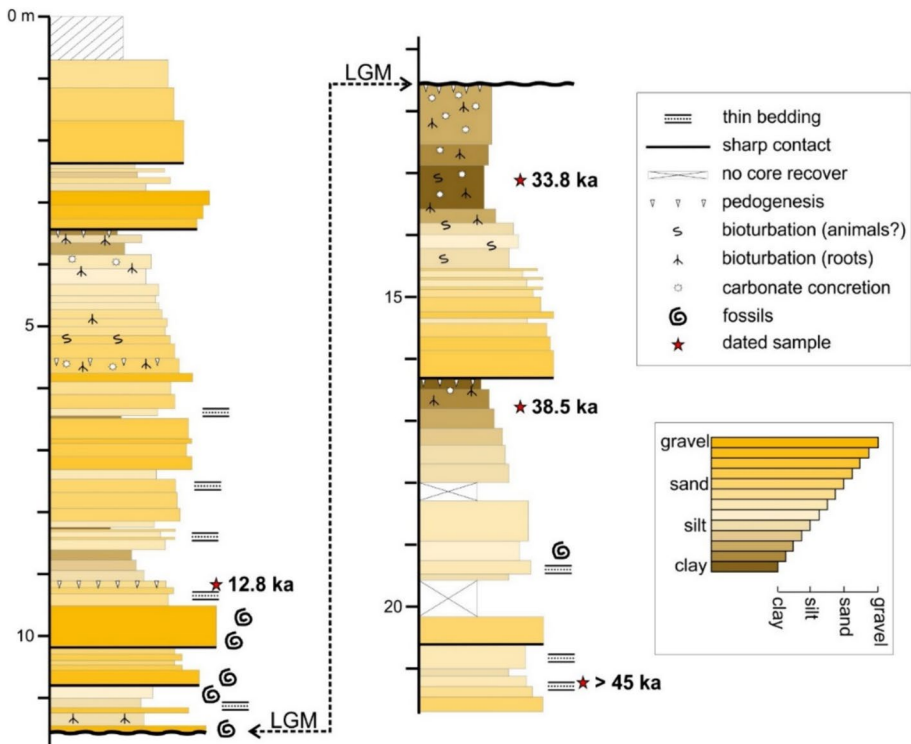 0 m
5
10
12.8 ka
LGM
LGM
15
20
33.8 ka
38.5 ka
> 45 ka
thin bedding
sharp contact
no core recover
pedogenesis
bioturbation (animals?)
bioturbation (roots)
carbonate concretion
fossils
dated sample
gravel
sand
silt
clay
clay
silt
sand
gravel